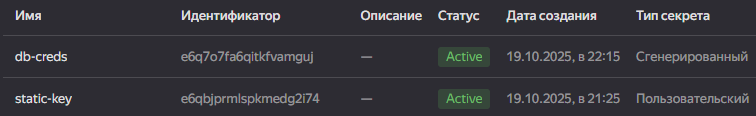 Имя Идентификатор Описание Статус Дата создания Тип секрета
db-creds e6q7o7fa6qitkfvamguj — Active 19.10.2025, в 22:15 Сгенерированный
static-key e6qbjprmlspkmedg2i74 — Active 19.10.2025, в 21:25 Пользовательский